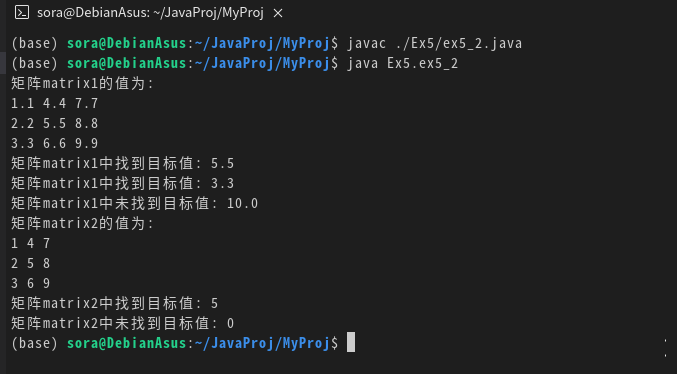 sora@DebianAsus: ~/JavaProj/MyProj ×
(base) sora@DebianAsus:~/JavaProj/MyProj$ javac ./Ex5/ex5_2.java
(base) sora@DebianAsus:~/JavaProj/MyProj$ java Ex5.ex5_2
矩阵matrix1的值为:
1.1 4.4 7.7
2.2 5.5 8.8
3.3 6.6 9.9
矩阵matrix1中找到目标值: 5.5
矩阵matrix1中找到目标值: 3.3
矩阵matrix1中未找到目标值: 10.0
矩阵matrix2的值为:
1 4 7
2 5 8
3 6 9
矩阵matrix2中找到目标值: 5
矩阵matrix2中未找到目标值: 0
(base) sora@DebianAsus:~/JavaProj/MyProj$